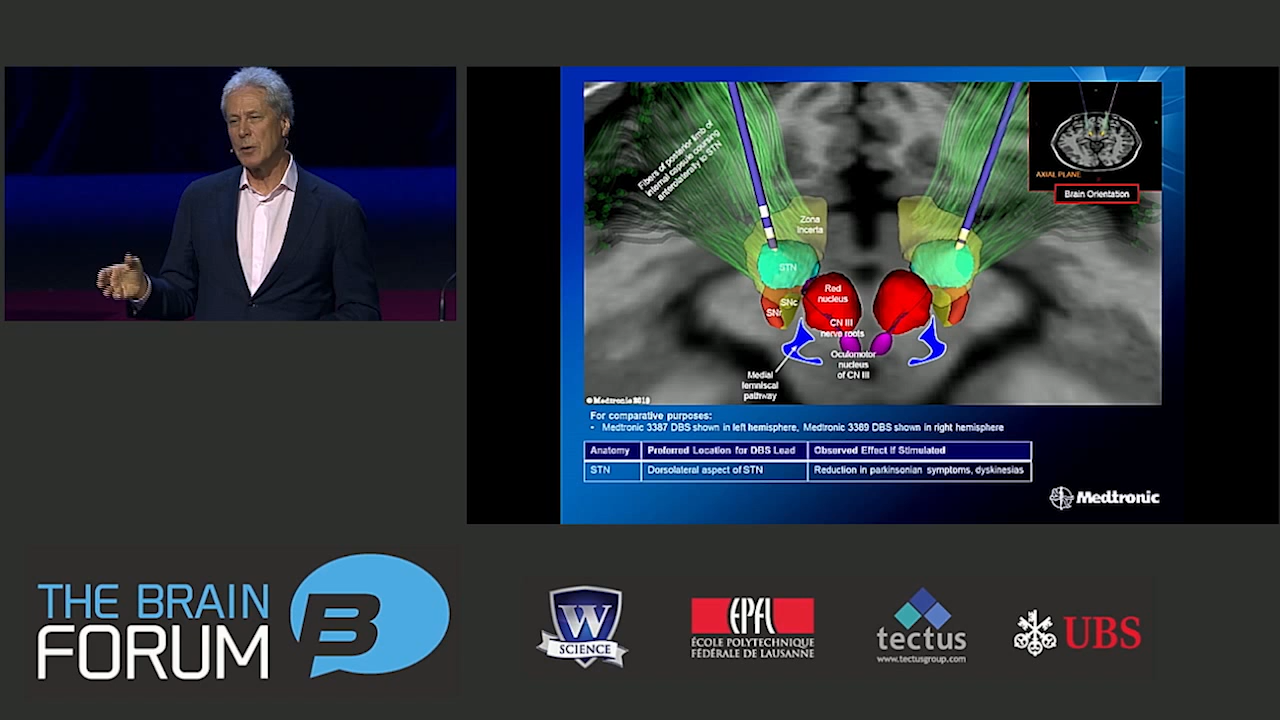 Fibers of posterior limb of
internal capsule coursing
anterolaterally to STN
Zona
Incerta
STN
SNc
SNr
Red
nucleus
CN III
nerve roots
Oculomotor
nucleus
of CN III
Medial
lemniscal
pathway
AXIAL PLANE
Brain Orientation
© Medtronic 2010
For comparative purposes:
• Medtronic 3387 DBS shown in left hemisphere, Medtronic 3389 DBS shown in right hemisphere
Anatomy Preferred Location for DBS Lead Observed Effect If Stimulated
STN Dorsolateral aspect of STN Reduction in parkinsonian symptoms, dyskinesias
Medtronic
THE BRAIN
FORUM
B
W
SCIENCE
EPFL
ÉCOLE POLYTECHNIQUE
FÉDÉRALE DE LAUSANNE
tectus
www.tectusgroup.com
UBS